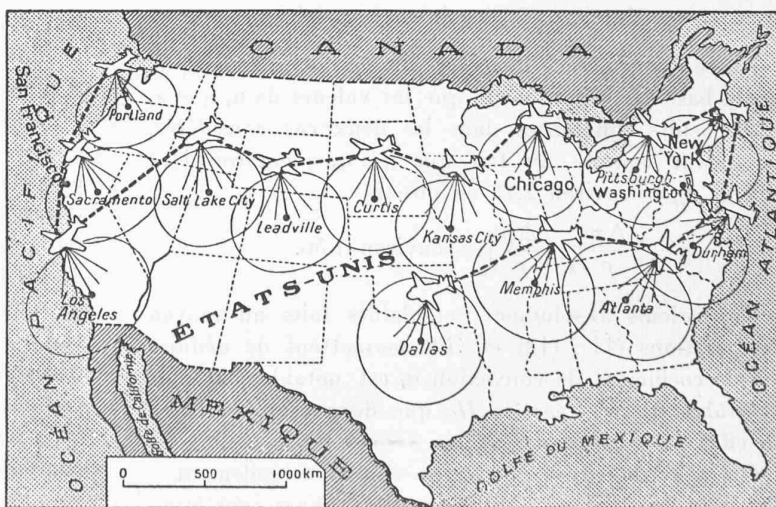 CANADA
OCÉAN PACIFIQUE
San Francisco
Portland
Sacramento
Salt Lake City
Leadville
Curtis
Kansas City
Chicago
New York
Pittsburgh
Washington
Durham
Los Angeles
ÉTATS-UNIS
Dallas
Memphis
Atlanta
OCÉAN ATLANTIQUE
Golfe de Californie
MEXIQUE
GOLFE DU MEXIQUE
0 500 1000 km